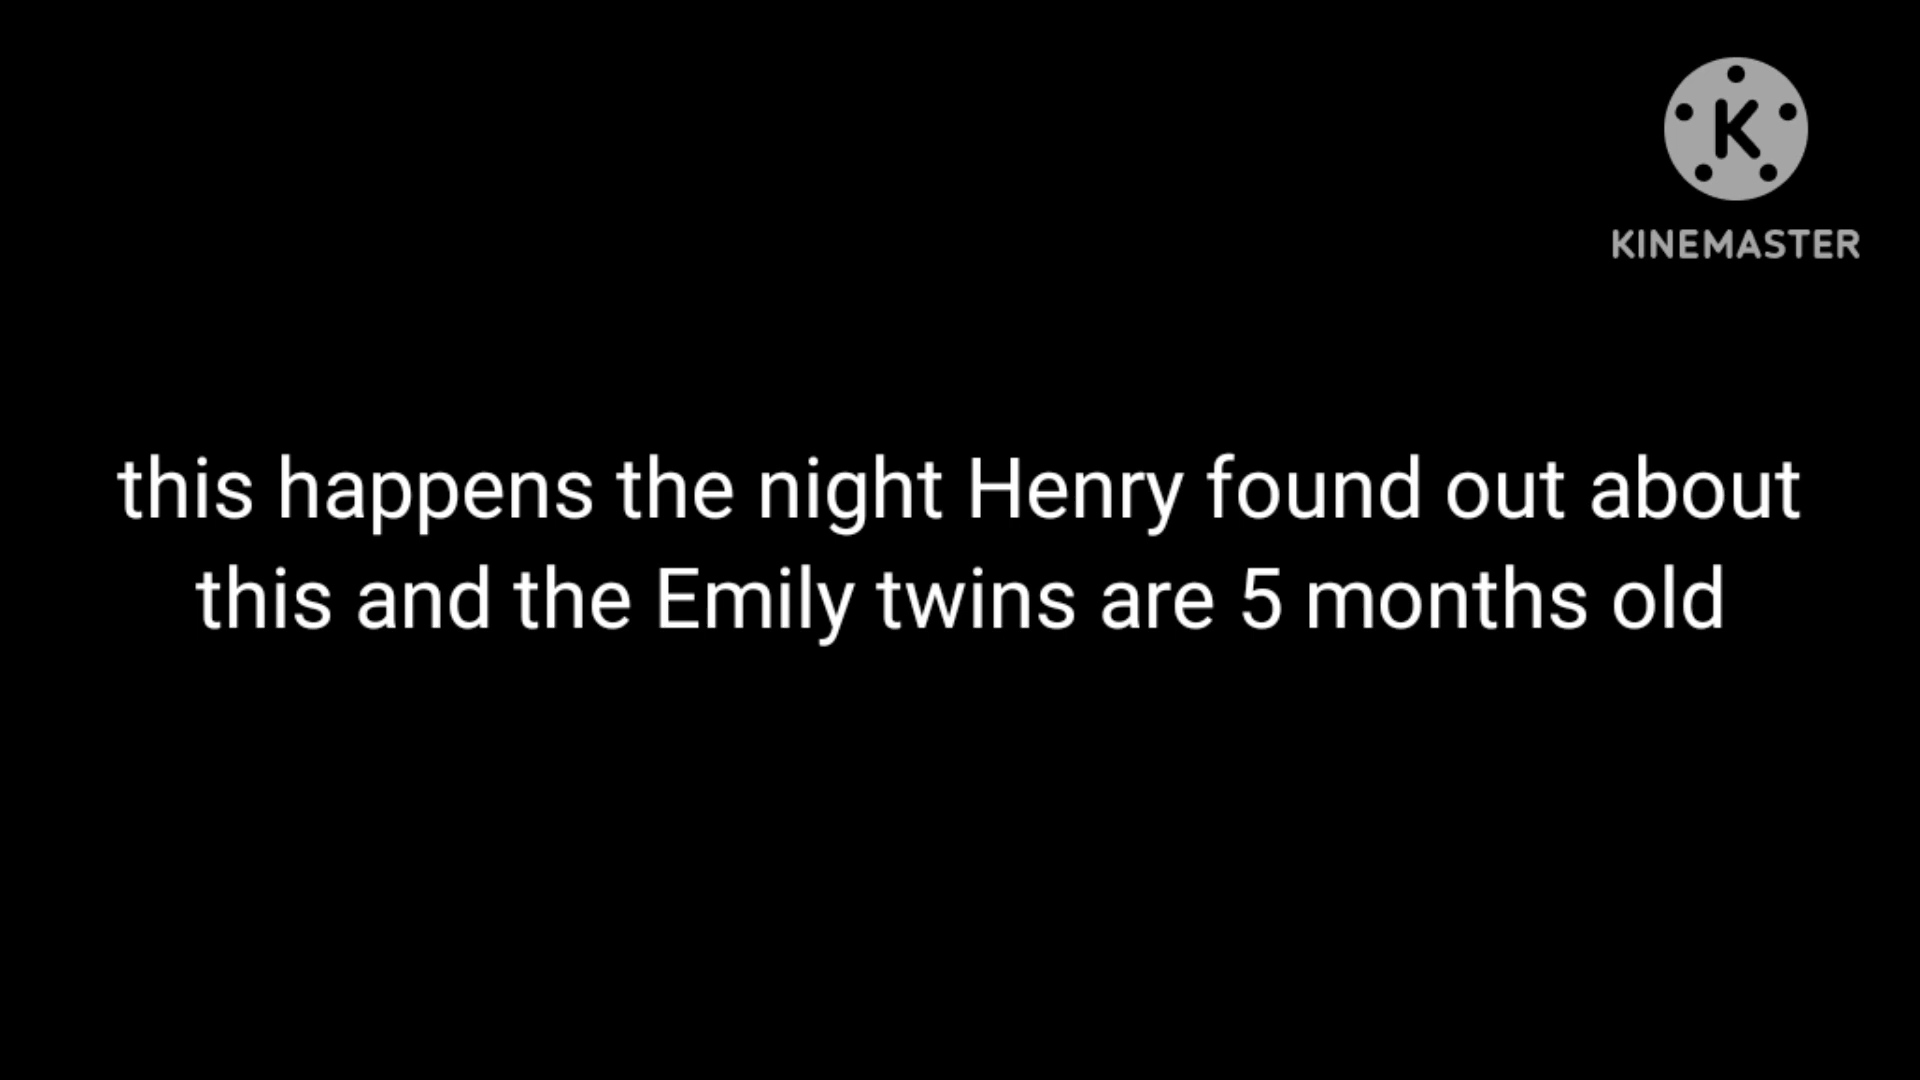 K
KINEMASTER
this happens the night Henry found out about
this and the Emily twins are 5 months old